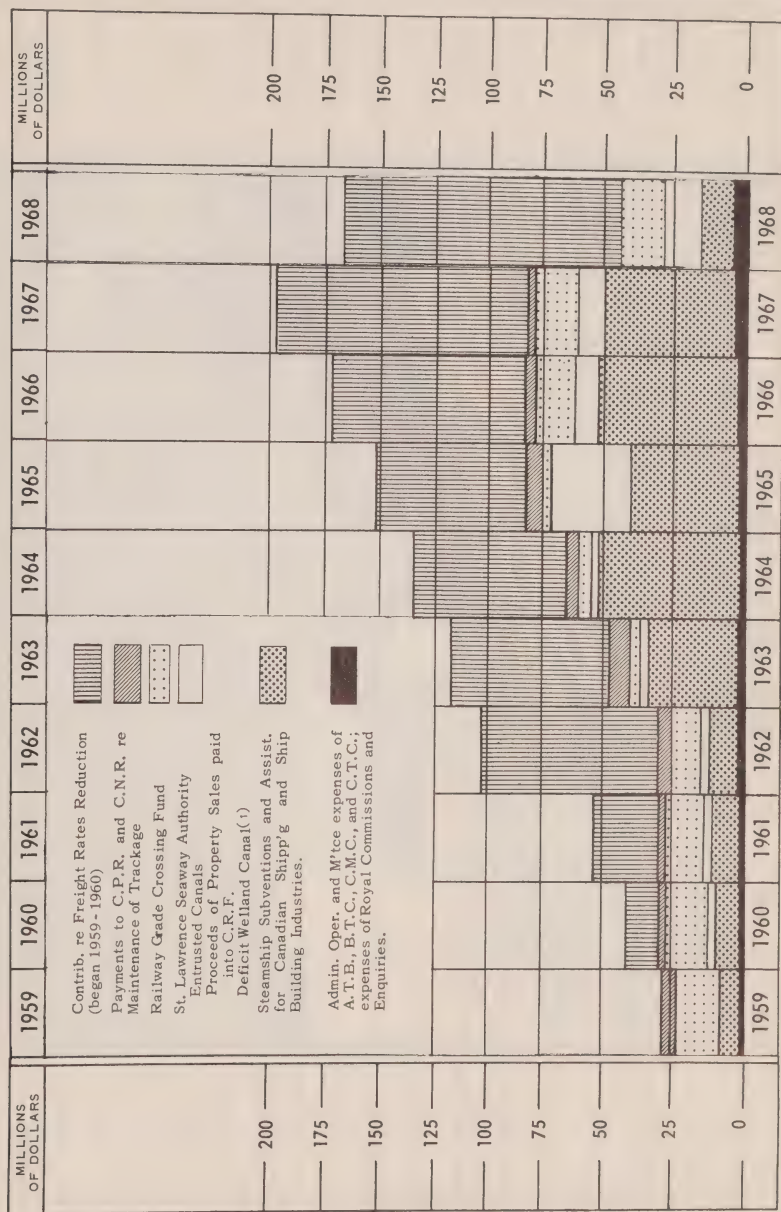 MILLIONS
OF DOLLARS
1959 1960 1961 1962 1963 1964 1965 1966 1967 1968
MILLIONS
OF DOLLARS
200
175
150
125
100
75
50
25
0
Contrib. re Freight Rates Reduction
(began 1959-1960)
Payments to C.P.R. and C.N.R. re
Maintenance of Trackage
Railway Grade Crossing Fund
St. Lawrence Seaway Authority
Entrusted Canals
Proceeds of Property Sales paid
into C.R.F.
Deficit Welland Canal(1)
Steamship Subventions and Assist.
for Canadian Shipp'g and Ship
Building Industries.
Admin. Oper. and M'tce expenses of
A.T.B., B.T.C., C.M.C., and C.T.C.;
expenses of Royal Commissions and
Enquiries.
200
175
150
125
100
75
50
25
0
1959 1960 1961 1962 1963 1964 1965 1966 1967 1968